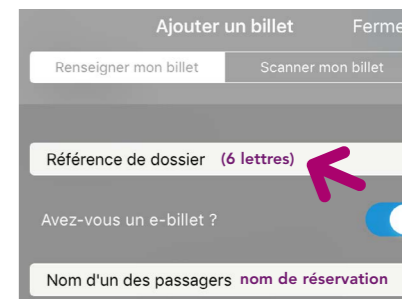 Ajouter un billet Ferme
Renseigner mon billet Scanner mon billet
Référence de dossier (6 lettres)
Avez-vous un e-billet ?
Nom d'un des passagers nom de réservation